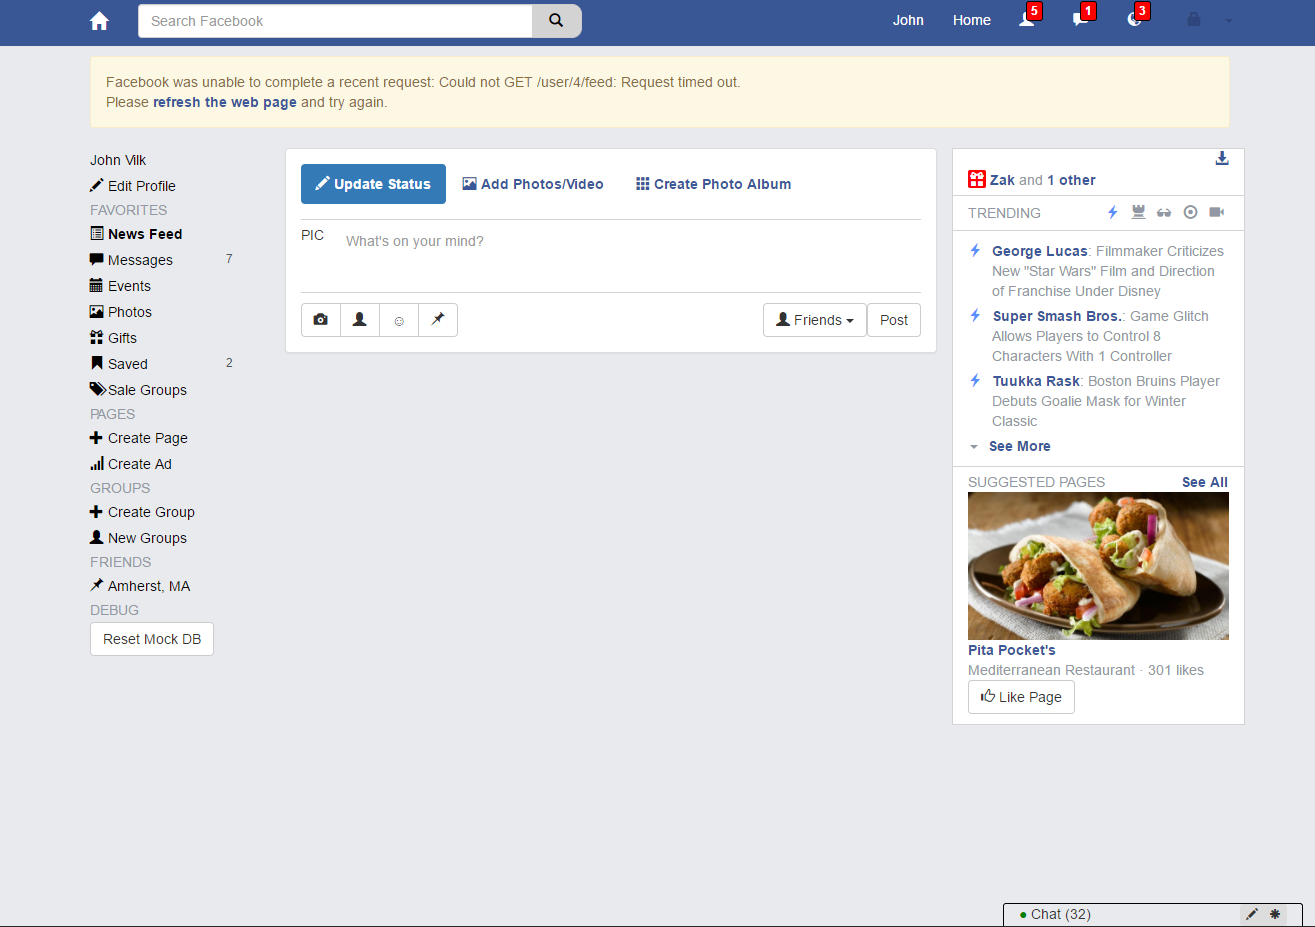 Search Facebook
John
Home
5
1
3
Facebook was unable to complete a recent request: Could not GET /user/4/feed: Request timed out.
Please refresh the web page and try again.
John Vilk
Edit Profile
FAVORITES
News Feed
Messages 7
Events
Photos
Gifts
Saved 2
Sale Groups
PAGES
Create Page
Create Ad
GROUPS
Create Group
New Groups
FRIENDS
Amherst, MA
DEBUG
Reset Mock DB
Update Status
Add Photos/Video
Create Photo Album
PIC
What's on your mind?
Friends
Post
Zak and 1 other
TRENDING
George Lucas: Filmmaker Criticizes
New "Star Wars" Film and Direction
of Franchise Under Disney
Super Smash Bros.: Game Glitch
Allows Players to Control 8
Characters With 1 Controller
Tuukka Rask: Boston Bruins Player
Debuts Goalie Mask for Winter
Classic
See More
SUGGESTED PAGES See All
Pita Pocket's
Mediterranean Restaurant · 301 likes
Like Page
Chat (32)